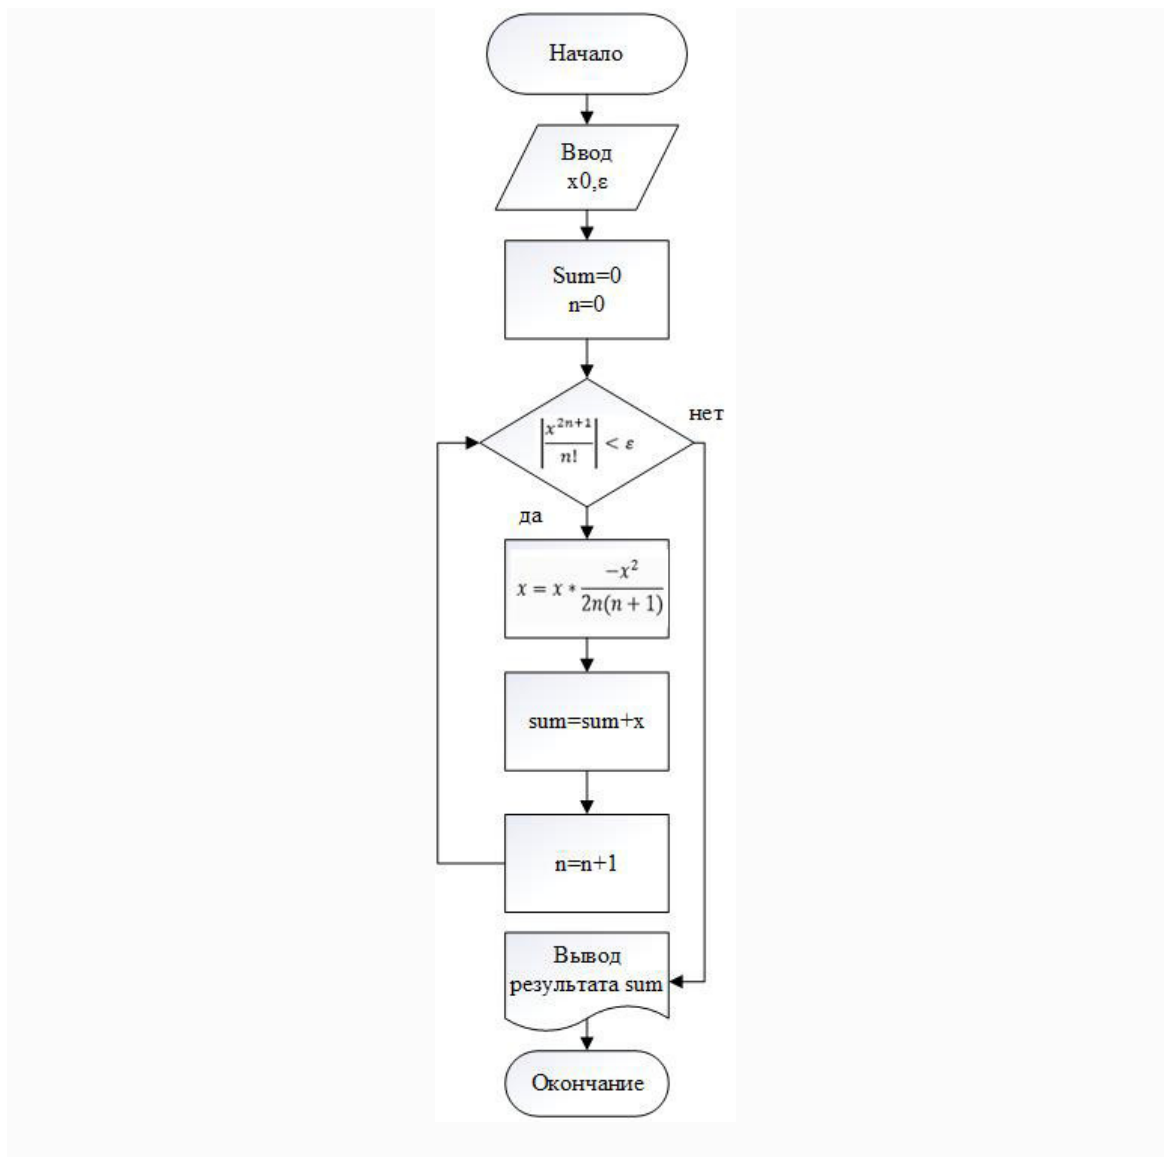 Начало
Ввод
x0,ε
Sum=0
n=0
нет
|x^{2n+1}/n!| < ε
да
x = x * -x^2/2n(n + 1)
sum=sum+x
n=n+1
Вывод
результата sum
Окончание